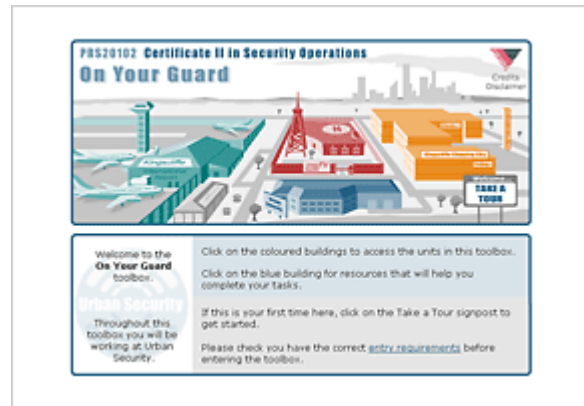 PRS20102 Certificate II in Security Operations
On Your Guard
Credits
Disclaimer
Kingsville
Kingsville Shopping City
TAKE A
TOUR
Welcome to the
On Your Guard
toolbox.
Urban Security
Throughout this
toolbox you will be
working at Urban
Security.
Click on the coloured buildings to access the units in this toolbox.
Click on the blue building for resources that will help you
complete your tasks.
If this is your first time here, click on the Take a Tour signpost to
get started.
Please check you have the correct entry requirements before
entering the toolbox.